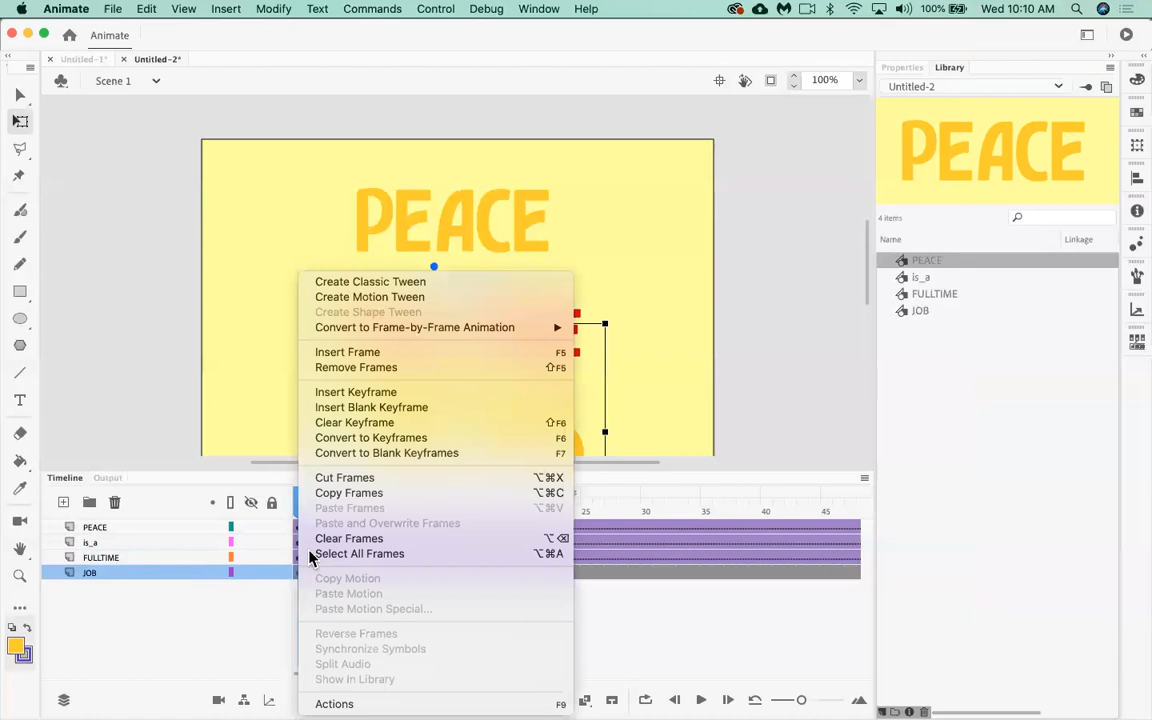 Animate File Edit View Insert Modify Text Commands Control Debug Window Help 100% Wed 10:10 AM
Animate
Untitled-1* Untitled-2*
Scene 1 100%
Properties Library
Untitled-2
PEACE
PEACE
4 items
Name Linkage
PEACE
is_a
FULLTIME
JOB
Create Classic Tween
Create Motion Tween
Create Shape Tween
Convert to Frame-by-Frame Animation
Insert Frame F5
Remove Frames ⇧F5
Insert Keyframe
Insert Blank Keyframe
Clear Keyframe ⇧F6
Convert to Keyframes F6
Convert to Blank Keyframes F7
Cut Frames ⌥⌘X
Copy Frames ⌥⌘C
Paste Frames ⌥⌘V
Paste and Overwrite Frames
Clear Frames ⌥⌫
Select All Frames ⌥⌘A
Copy Motion
Paste Motion
Paste Motion Special...
Reverse Frames
Synchronize Symbols
Split Audio
Show in Library
Actions F9
Timeline Output
25 30 35 40 45
PEACE
is_a
FULLTIME
JOB
T